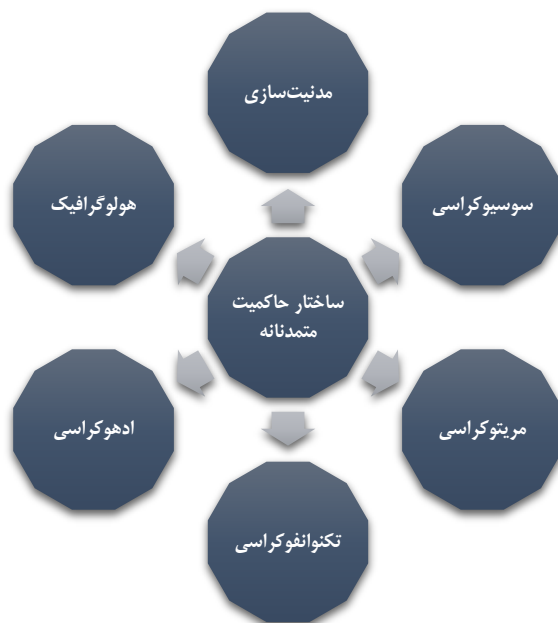 مدنیت‌سازی
سوسیوکراسی
هولوگرافیک
ساختار حاکمیت
متمدنانه
مریتوکراسی
ادهوکراسی
تکنوانفوکراسی